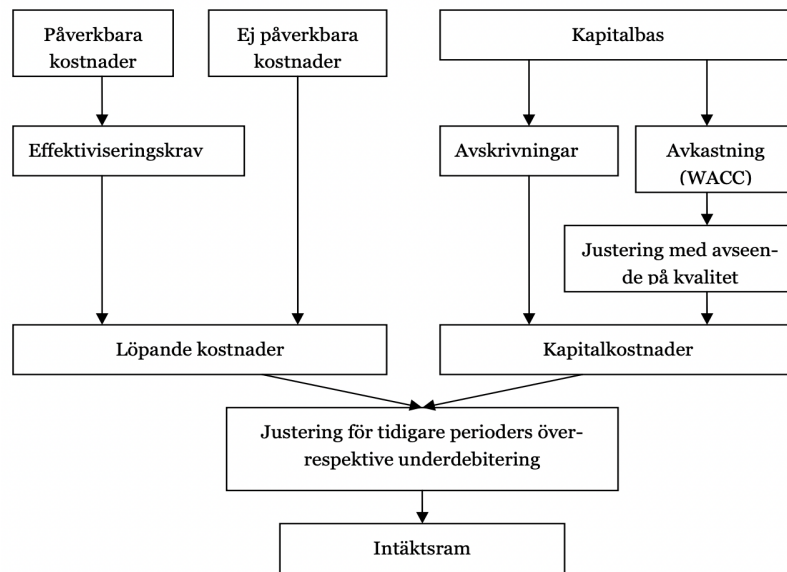 Påverkbara
kostnader
Ej påverkbara
kostnader
Kapitalbas
Effektiviseringskrav
Avskrivningar
Avkastning
(WACC)
Justering med avseen-
de på kvalitet
Löpande kostnader
Kapitalkostnader
Justering för tidigare perioders över-
respektive underdebitering
Intäktsram